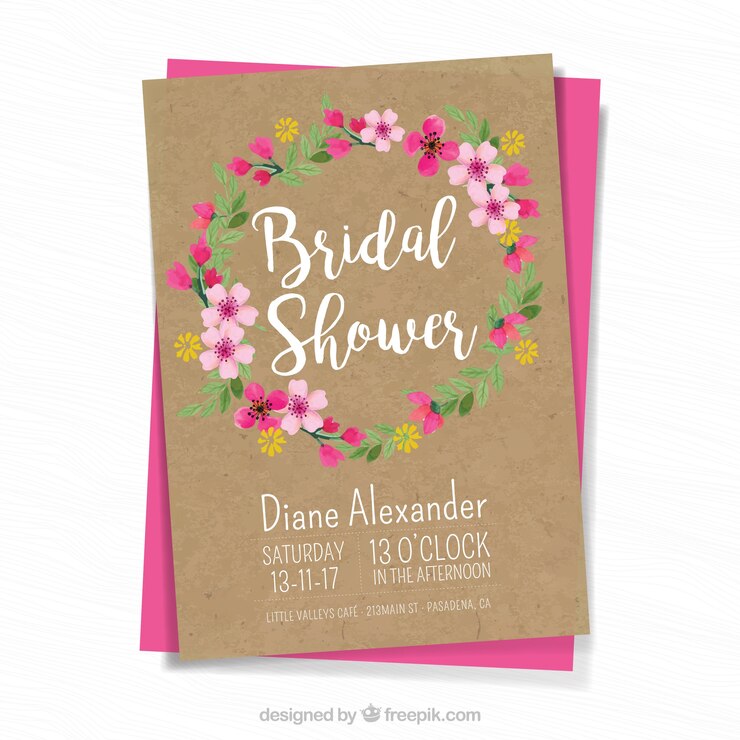 Bridal
Shower
Diane Alexander
SATURDAY
13-11-17
13 O'CLOCK
IN THE AFTERNOON
LITTLE VALLEYS CAFÉ · 213MAIN ST · PASADENA, CA
designed by freepik.com